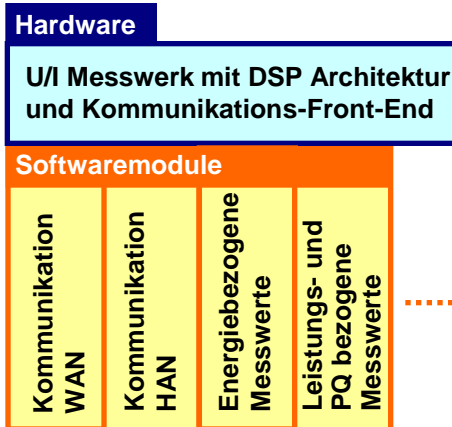 Hardware
U/I Messwerk mit DSP Architektur
und Kommunikations-Front-End
Softwaremodule
Kommunikation
WAN
Kommunikation
HAN
Energiebezogene
Messwerte
Leistungs- und
PQ bezogene
Messwerte